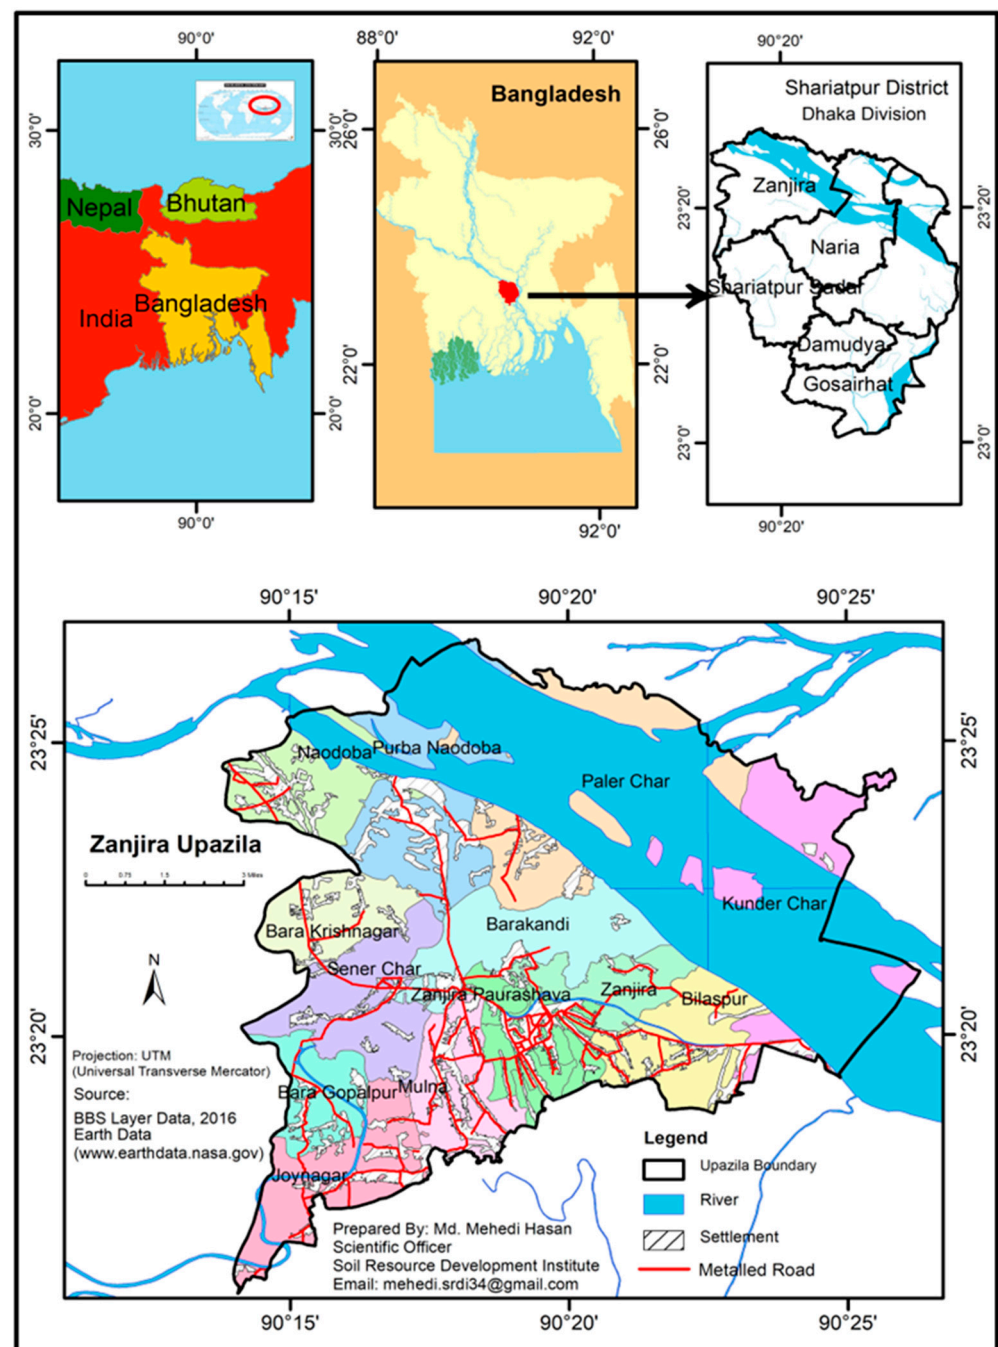 90°0'
88°0'
92°0'
90°20'
30°0'
30°0'
26°0'
26°0'
Bangladesh
Shariatpur District
Dhaka Division
Nepal
Bhutan
Bangladesh
India
Zanjira
Naria
Shariatpur Sadar
Damudya
Gosairhat
23°20'
23°20'
20°0'
20°0'
22°0'
22°0'
23°0'
23°0'
90°0'
92°0'
90°20'
90°15'
90°20'
90°25'
23°25'
23°25'
Naodoba
Purba Naodoba
Paler Char
Zanjira Upazila
0 0.75 1.5 3 Miles
Kunder Char
Barakandi
Bara Krishnagar
Sener Char
N
Zanjira Paurashava
Zanjira
Bilaspur
23°20'
23°20'
Projection: UTM
(Universal Transverse Mercator)
Source:
BBS Layer Data, 2016
Earth Data
(www.earthdata.nasa.gov)
Bara Gopalpur
Mulna
Joynagar
Legend
Upazila Boundary
River
Settlement
Metalled Road
Prepared By: Md. Mehedi Hasan
Scientific Officer
Soil Resource Development Institute
Email: mehedi.srdi34@gmail.com
90°15'
90°20'
90°25'